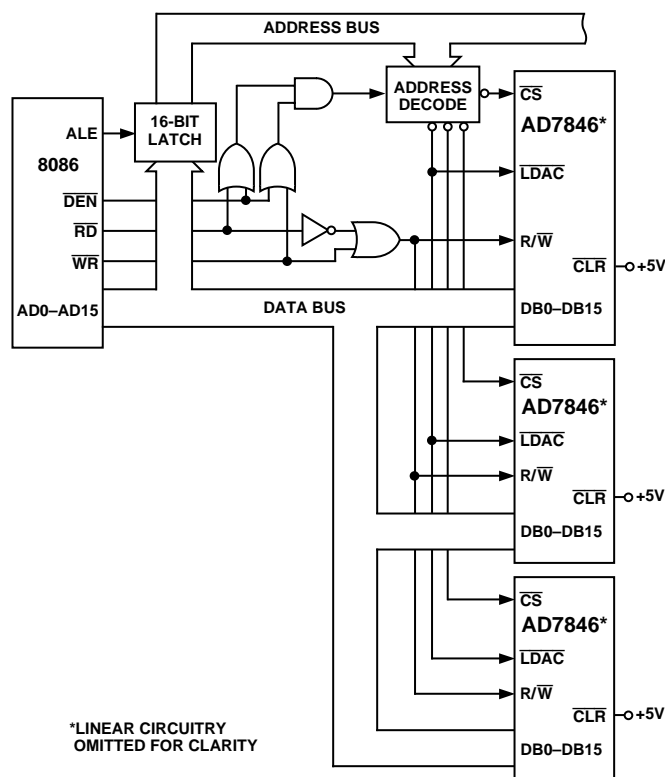 ADDRESS BUS
ADDRESS
DECODE
16-BIT
LATCH
8086
ALE
DEN
RD
WR
AD0–AD15
DATA BUS
CS
AD7846*
LDAC
R/W
CLR
+5V
DB0–DB15
CS
AD7846*
LDAC
R/W
CLR
+5V
DB0–DB15
CS
AD7846*
LDAC
R/W
CLR
+5V
DB0–DB15
*LINEAR CIRCUITRY
OMITTED FOR CLARITY